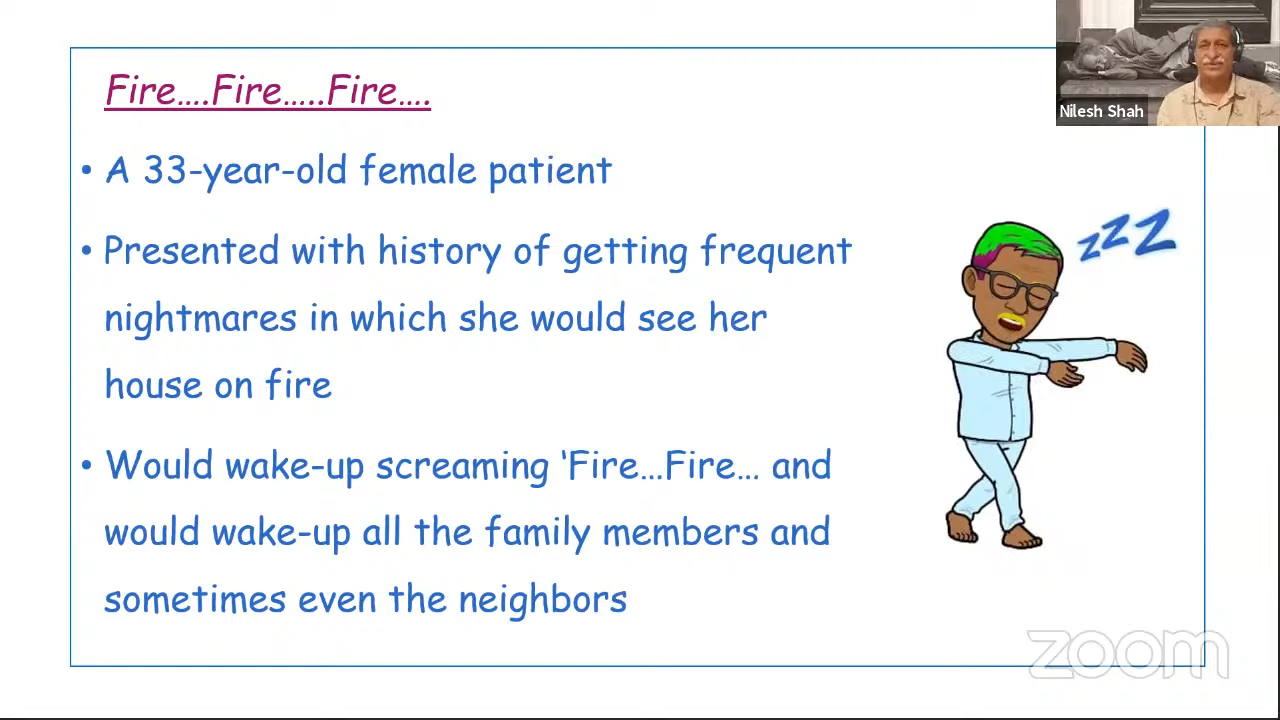 Fire….Fire…..Fire….
Nilesh Shah
• A 33-year-old female patient
• Presented with history of getting frequent
nightmares in which she would see her
house on fire
• Would wake-up screaming ‘Fire…Fire… and
would wake-up all the family members and
sometimes even the neighbors
zzZ
zoom